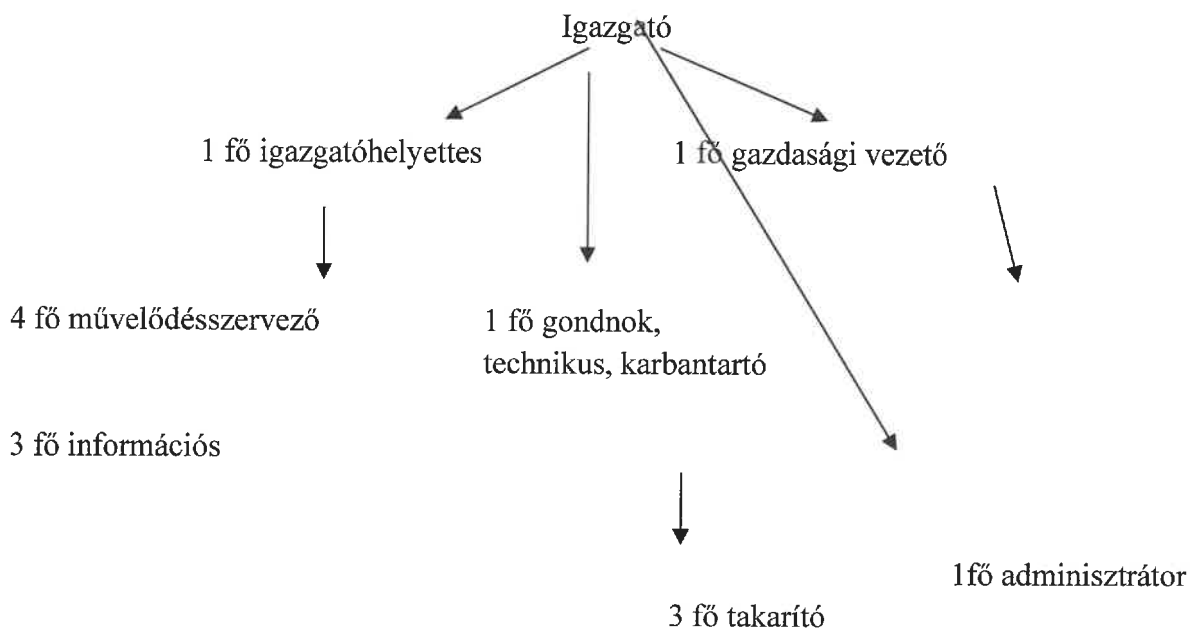 Igazgató
1 fő igazgatóhelyettes
1 fő gazdasági vezető
4 fő művelődésszervező
1 fő gondnok,
technikus, karbantartó
3 fő információs
1fő adminisztrátor
3 fő takarító